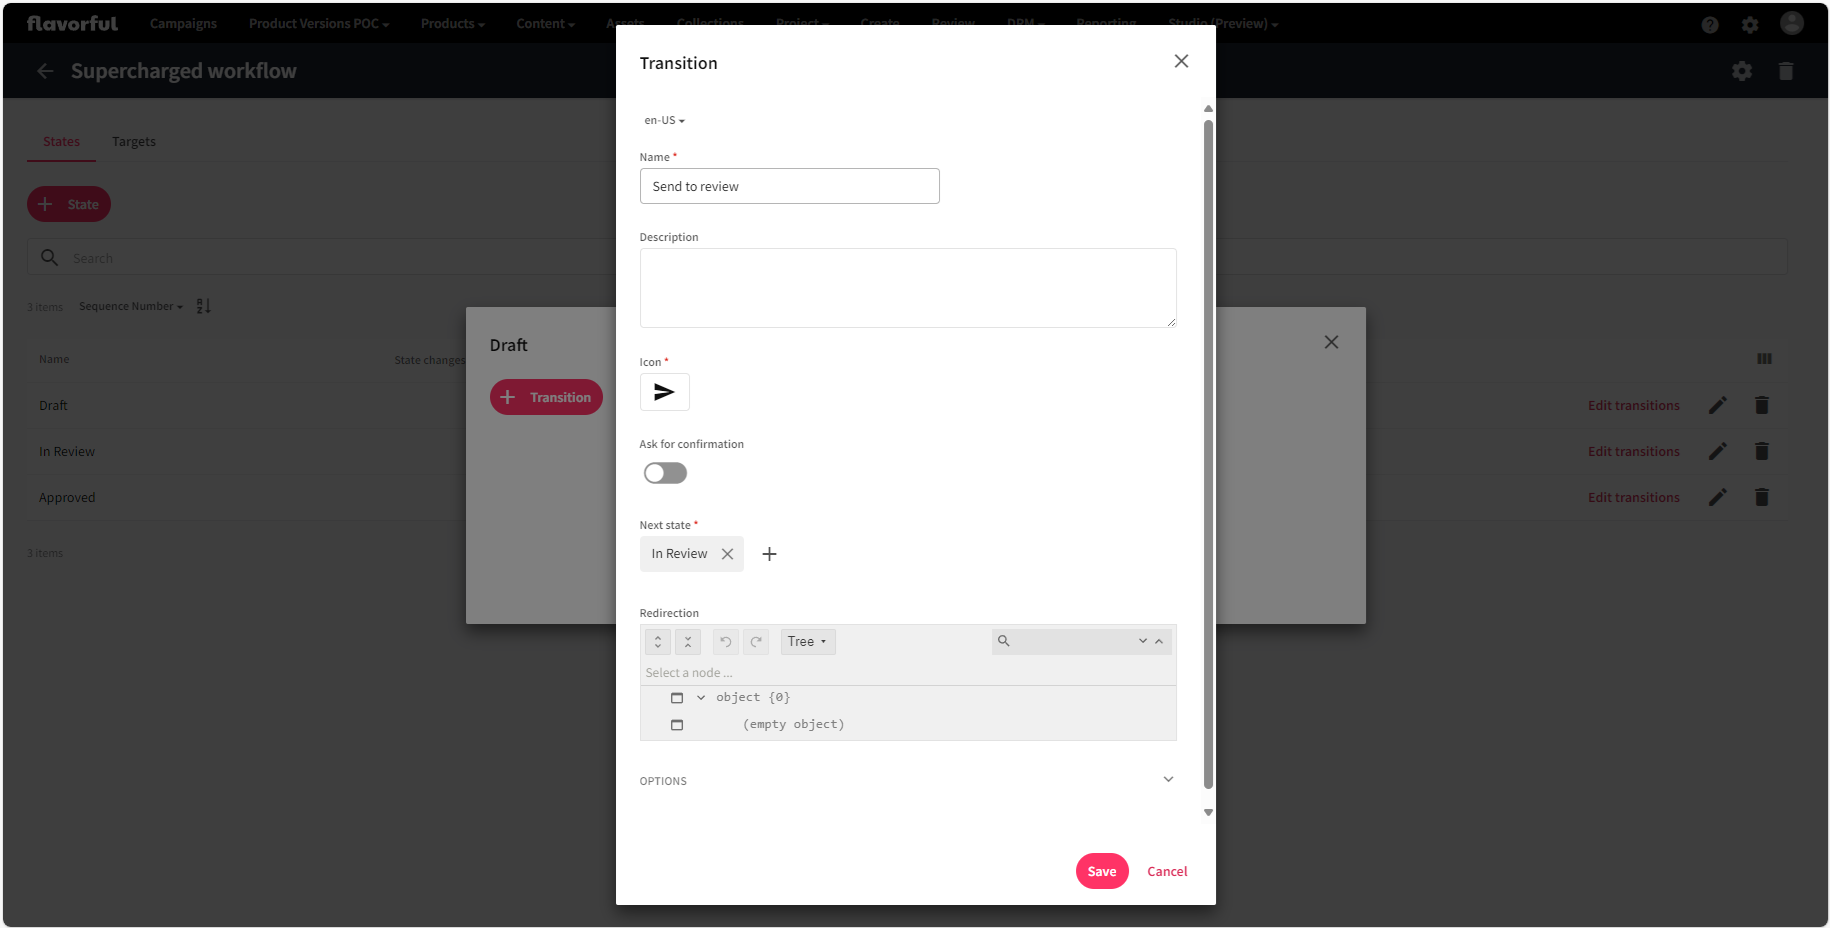 flavorful Campaigns Product Versions POC Products Content Assets Collections Project Create Review DPM Reporting Studio (Preview)
Supercharged workflow
States Targets
+ State
Search
3 items Sequence Number
Name State changes
Draft Edit transitions
In Review Edit transitions
Approved Edit transitions
3 items
Draft
+ Transition
Transition
en-US
Name *
Send to review
Description
Icon *
Ask for confirmation
Next state *
In Review
Redirection
Tree
Select a node ...
object {0}
(empty object)
OPTIONS
Save Cancel